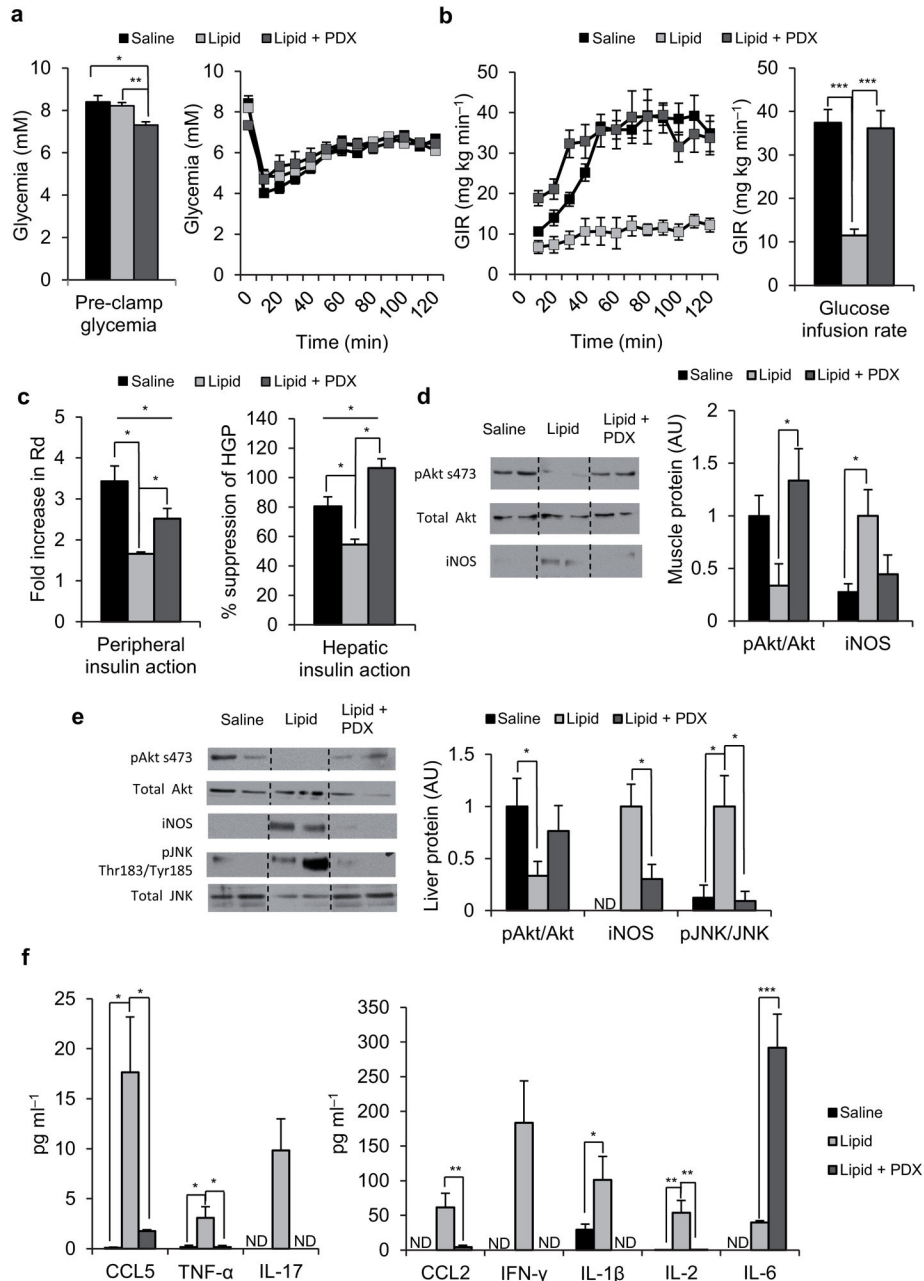 a
Saline Lipid Lipid + PDX
* **
Glycemia (mM)
10
8
6
4
2
0
Pre-clamp
glycemia
Glycemia (mM)
10
8
6
4
2
0
0 20 40 60 80 100 120
Time (min)
b
Saline Lipid Lipid + PDX
GIR (mg kg min⁻¹)
50
40
30
20
10
0
0 20 40 60 80 100 120
Time (min)
*** ***
GIR (mg kg min⁻¹)
50
40
30
20
10
0
Glucose
infusion rate
c
Saline Lipid Lipid + PDX
* * *
Fold increase in Rd
5
4
3
2
1
0
Peripheral
insulin action
* * *
% suppression of HGP
120
100
80
60
40
20
0
Hepatic
insulin action
d
Saline Lipid Lipid +
PDX
pAkt s473
Total Akt
iNOS
Saline Lipid Lipid + PDX
* *
Muscle protein (AU)
2
1.5
1
0.5
0
pAkt/Akt iNOS
e
Saline Lipid Lipid +
PDX
pAkt s473
Total Akt
iNOS
pJNK
Thr183/Tyr185
Total JNK
Saline Lipid Lipid + PDX
* * * *
Liver protein (AU)
1.5
1
0.5
0
ND
pAkt/Akt iNOS pJNK/JNK
f
pg ml⁻¹
25
20
15
10
5
0
* * * *
ND ND
CCL5 TNF-α IL-17
pg ml⁻¹
350
300
250
200
150
100
50
0
** * ** ** ***
ND ND ND ND ND
CCL2 IFN-γ IL-1β IL-2 IL-6
Saline
Lipid
Lipid + PDX